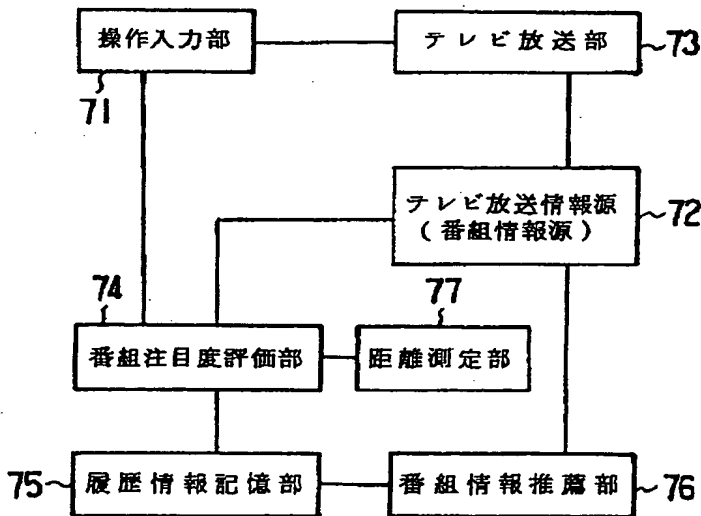 操作入力部
テレビ放送部
73
71
テレビ放送情報源
(番組情報源)
72
74
77
番組注目度評価部
距離測定部
75
履歴情報記憶部
番組情報推薦部
76